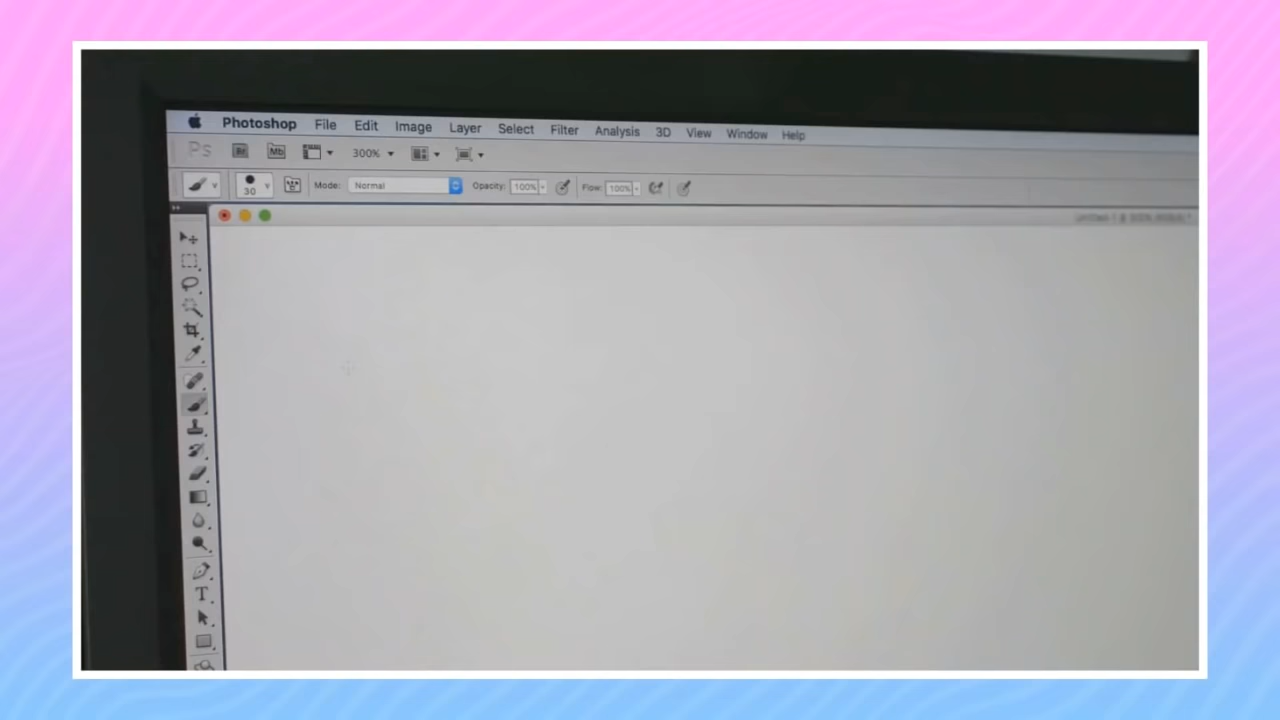 Photoshop File Edit Image Layer Select Filter Analysis 3D View Window Help
Ps Br Mb 300%
30 Mode: Normal Opacity: 100% Flow: 100%
T